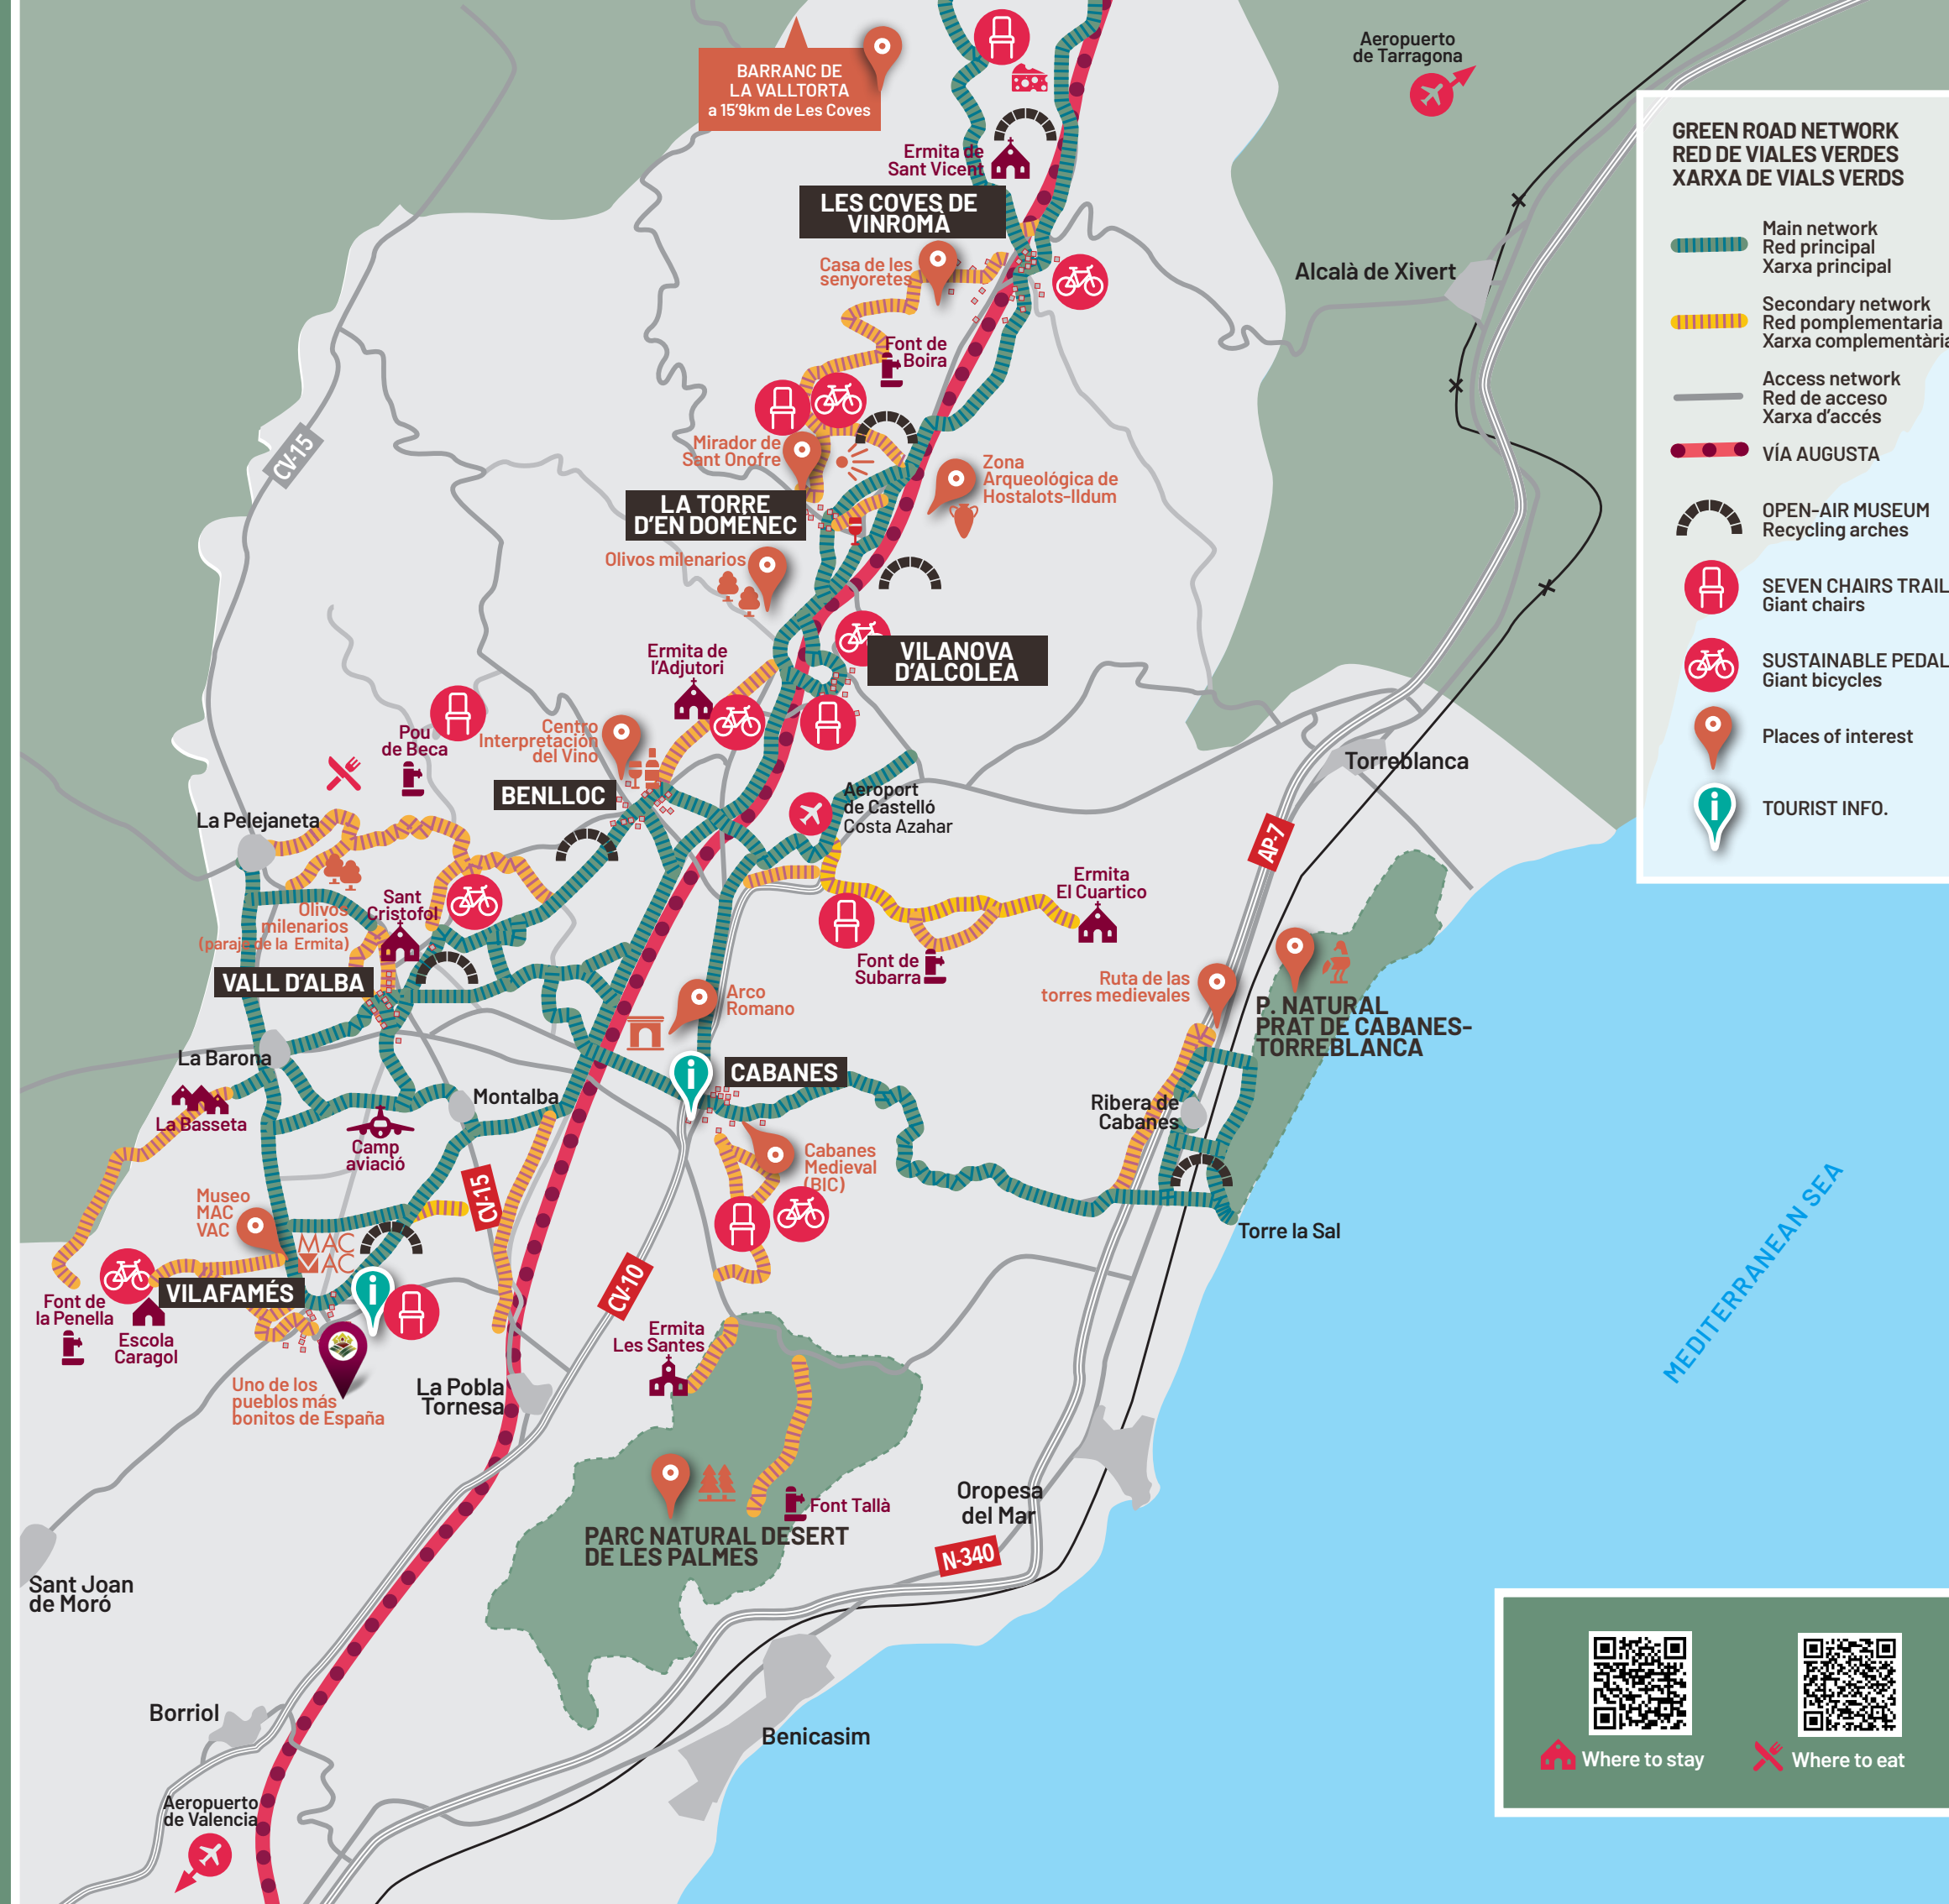 BARRANC DE
LA VALLTORTA
a 15'9km de Les Coves
Aeropuerto
de Tarragona
Ermita de
Sant Vicent
LES COVES DE
VINROMÀ
Casa de les
senyoretes
Alcalà de Xivert
Font de
Boira
CV-15
Mirador de
Sant Onofre
Zona
Arqueológica de
Hostalots-Ildum
LA TORRE
D'EN DOMÈNEC
Olivos milenarios
Ermita de
l'Adjutori
VILANOVA
D'ALCOLEA
Pou
de Beca
Centro
Interpretación
del Vino
BENLLOC
Torreblanca
Aeroport
de Castelló
Costa Azahar
La Pelejaneta
AP-7
Ermita
El Cuartico
Sant
Cristofol
Olivos
milenarios
(paraje de la Ermita)
VALL D'ALBA
Font de
Subarra
Ruta de las
torres medievales
P. NATURAL
PRAT DE CABANES-
TORREBLANCA
Arco
Romano
La Barona
i
CABANES
Montalba
La Basseta
Camp
aviació
Ribera de
Cabanes
Cabanes
Medieval
(BIC)
CV-15
Museo
MAC
VAC
MAC
VAC
Torre la Sal
MEDITERRANEAN SEA
CV-10
VILAFAMÉS
i
Font de
la Penella
Escola
Caragol
Ermita
Les Santes
Uno de los
pueblos más
bonitos de España
La Pobla
Tornesa
Oropesa
del Mar
Font Tallà
PARC NATURAL DESERT
DE LES PALMES
N-340
Sant Joan
de Moró
Borriol
Benicasim
Aeropuerto
de Valencia
GREEN ROAD NETWORK
RED DE VIALES VERDES
XARXA DE VIALS VERDS
Main network
Red principal
Xarxa principal
Secondary network
Red pomplementaria
Xarxa complementària
Access network
Red de acceso
Xarxa d'accés
VÍA AUGUSTA
OPEN-AIR MUSEUM
Recycling arches
SEVEN CHAIRS TRAIL
Giant chairs
SUSTAINABLE PEDAL
Giant bicycles
Places of interest
i
TOURIST INFO.
Where to stay
Where to eat